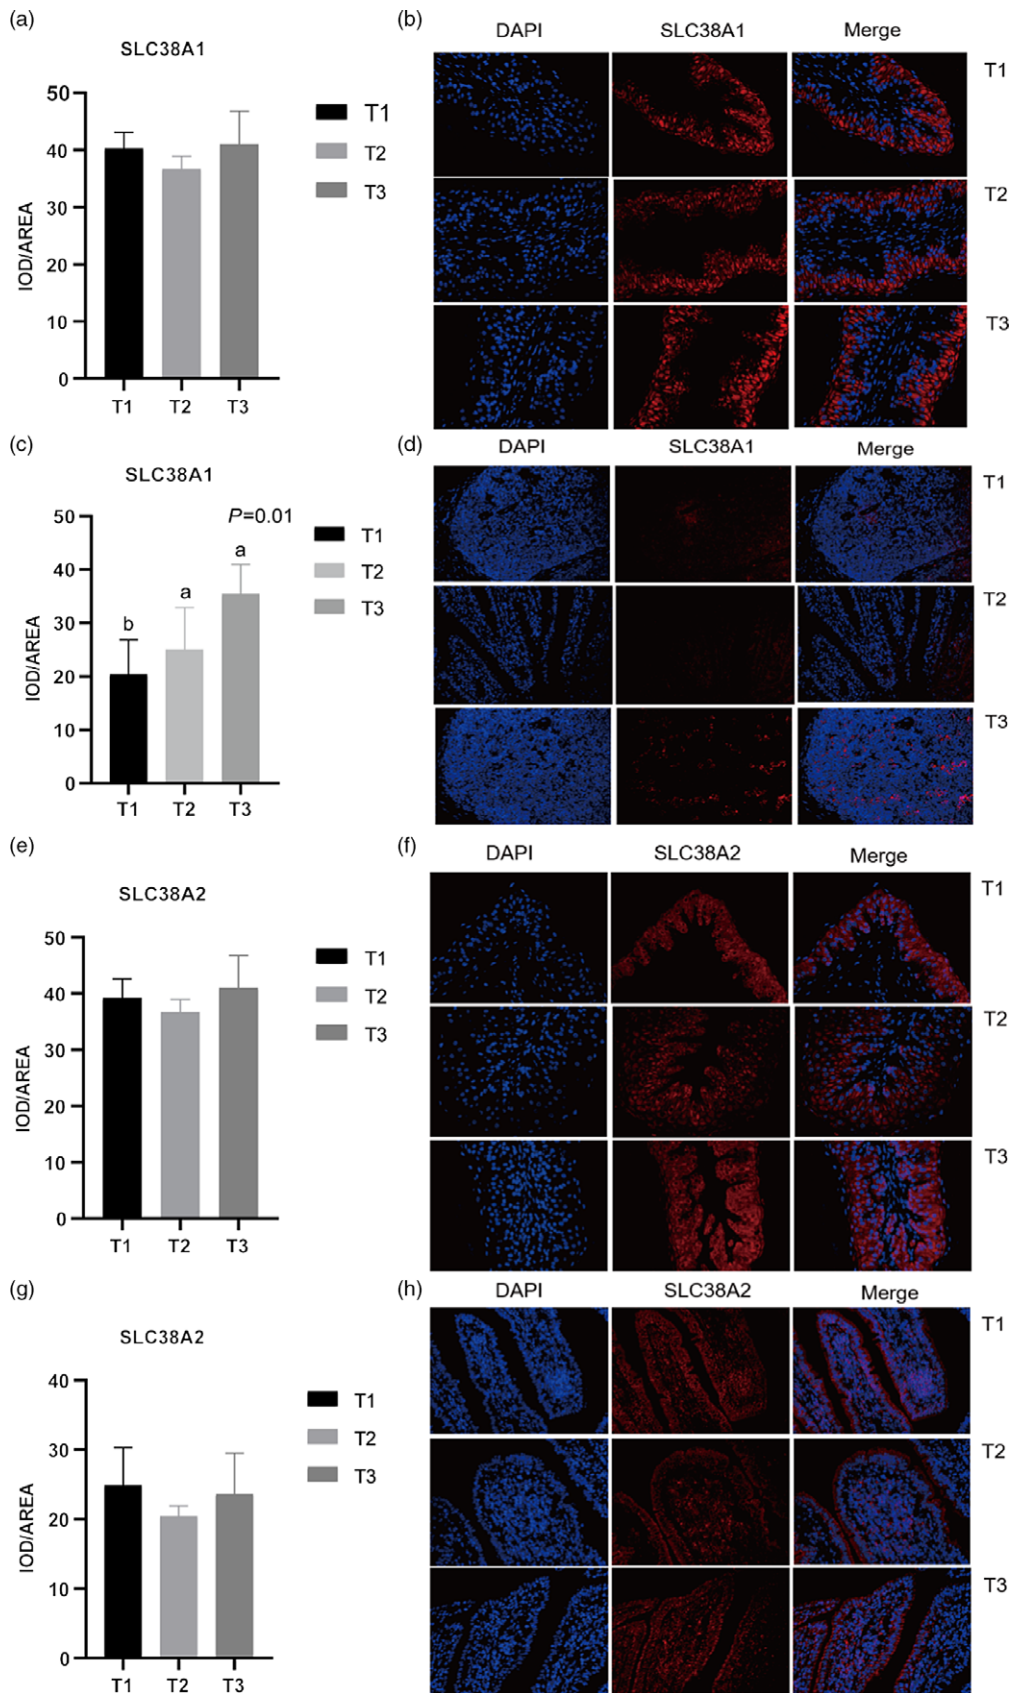 (a)
SLC38A1
IOD/AREA
50
40
30
20
10
0
T1
T2
T3
T1
T2
T3
(b)
DAPI
SLC38A1
Merge
T1
T2
T3
(c)
SLC38A1
P=0.01
IOD/AREA
50
40
30
20
10
0
b
a
a
T1
T2
T3
T1
T2
T3
(d)
DAPI
SLC38A1
Merge
T1
T2
T3
(e)
SLC38A2
IOD/AREA
50
40
30
20
10
0
T1
T2
T3
T1
T2
T3
(f)
DAPI
SLC38A2
Merge
T1
T2
T3
(g)
SLC38A2
IOD/AREA
40
30
20
10
0
T1
T2
T3
T1
T2
T3
(h)
DAPI
SLC38A2
Merge
T1
T2
T3